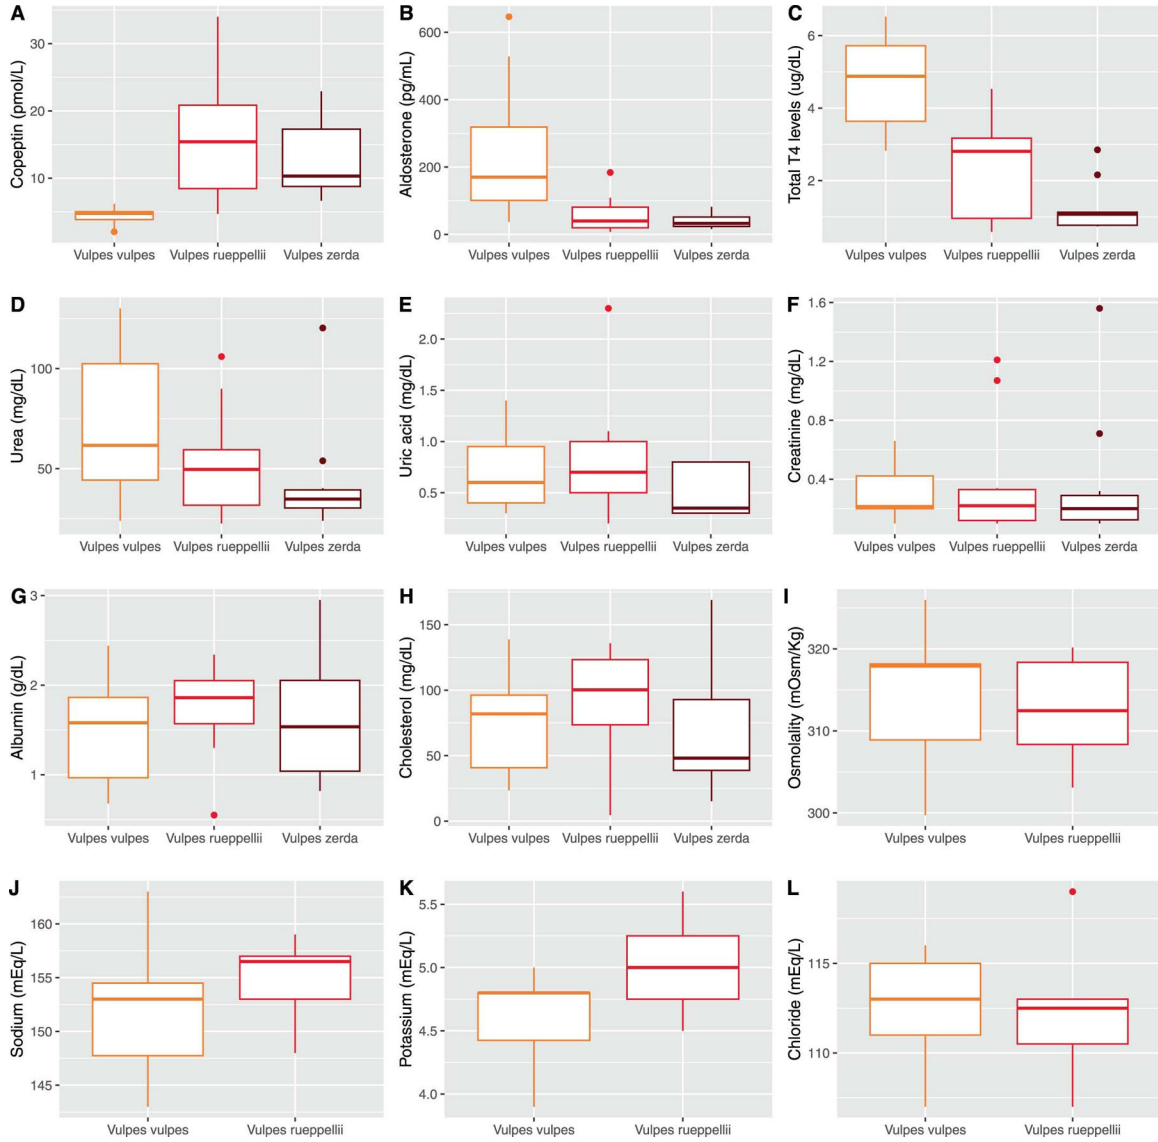 A
Copeptin (pmol/L)
30
20
10
Vulpes vulpes
Vulpes rueppellii
Vulpes zerda
B
Aldosterone (pg/mL)
600
400
200
0
Vulpes vulpes
Vulpes rueppellii
Vulpes zerda
C
Total T4 levels (ug/dL)
6
4
2
Vulpes vulpes
Vulpes rueppellii
Vulpes zerda
D
Urea (mg/dL)
100
50
Vulpes vulpes
Vulpes rueppellii
Vulpes zerda
E
Uric acid (mg/dL)
2.0
1.5
1.0
0.5
Vulpes vulpes
Vulpes rueppellii
Vulpes zerda
F
Creatinine (mg/dL)
1.6
1.2
0.8
0.4
Vulpes vulpes
Vulpes rueppellii
Vulpes zerda
G
Albumin (g/dL)
3
2
1
Vulpes vulpes
Vulpes rueppellii
Vulpes zerda
H
Cholesterol (mg/dL)
150
100
50
0
Vulpes vulpes
Vulpes rueppellii
Vulpes zerda
I
Osmolality (mOsm/Kg)
320
310
300
Vulpes vulpes
Vulpes rueppellii
J
Sodium (mEq/L)
160
155
150
145
Vulpes vulpes
Vulpes rueppellii
K
Potassium (mEq/L)
5.5
5.0
4.5
4.0
Vulpes vulpes
Vulpes rueppellii
L
Chloride (mEq/L)
115
110
Vulpes vulpes
Vulpes rueppellii